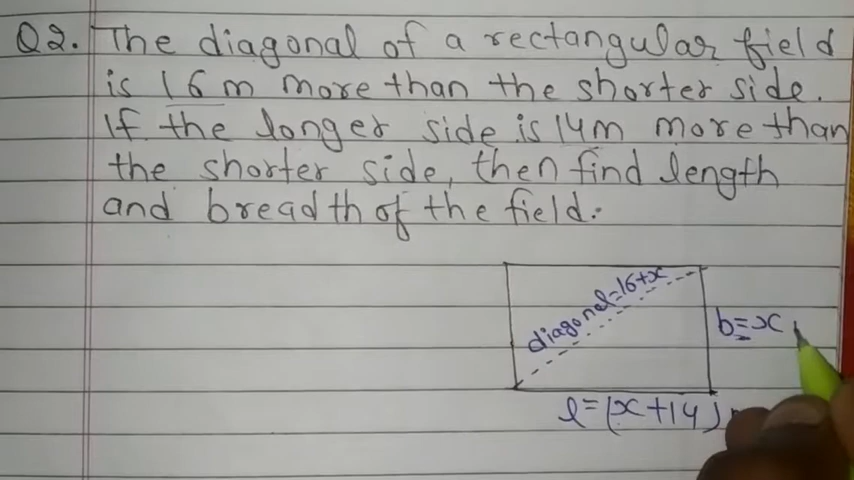 Q2. The diagonal of a rectangular field
is 16 m more than the shorter side.
If the longer side is 14m more than
the shorter side, then find length
and breadth of the field.
diagonal=16+x
b=x
l=(x+14)